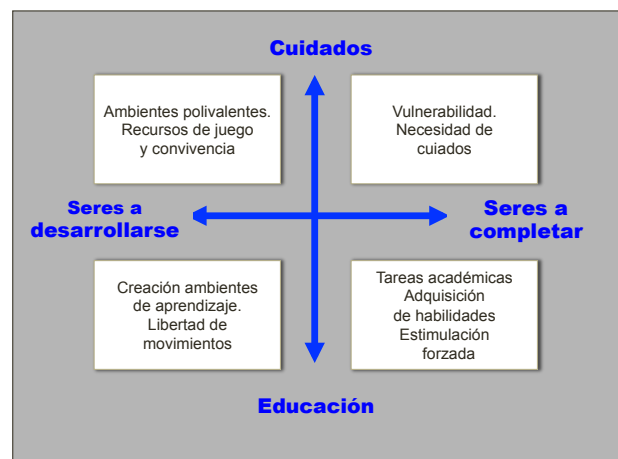 Cuidados
Ambientes polivalentes.
Recursos de juego
y convivencia
Vulnerabilidad.
Necesidad de
cuiados
Seres a
desarrollarse
Seres a
completar
Creación ambientes
de aprendizaje.
Libertad de
movimientos
Tareas académicas
Adquisición
de habilidades
Estimulación
forzada
Educación